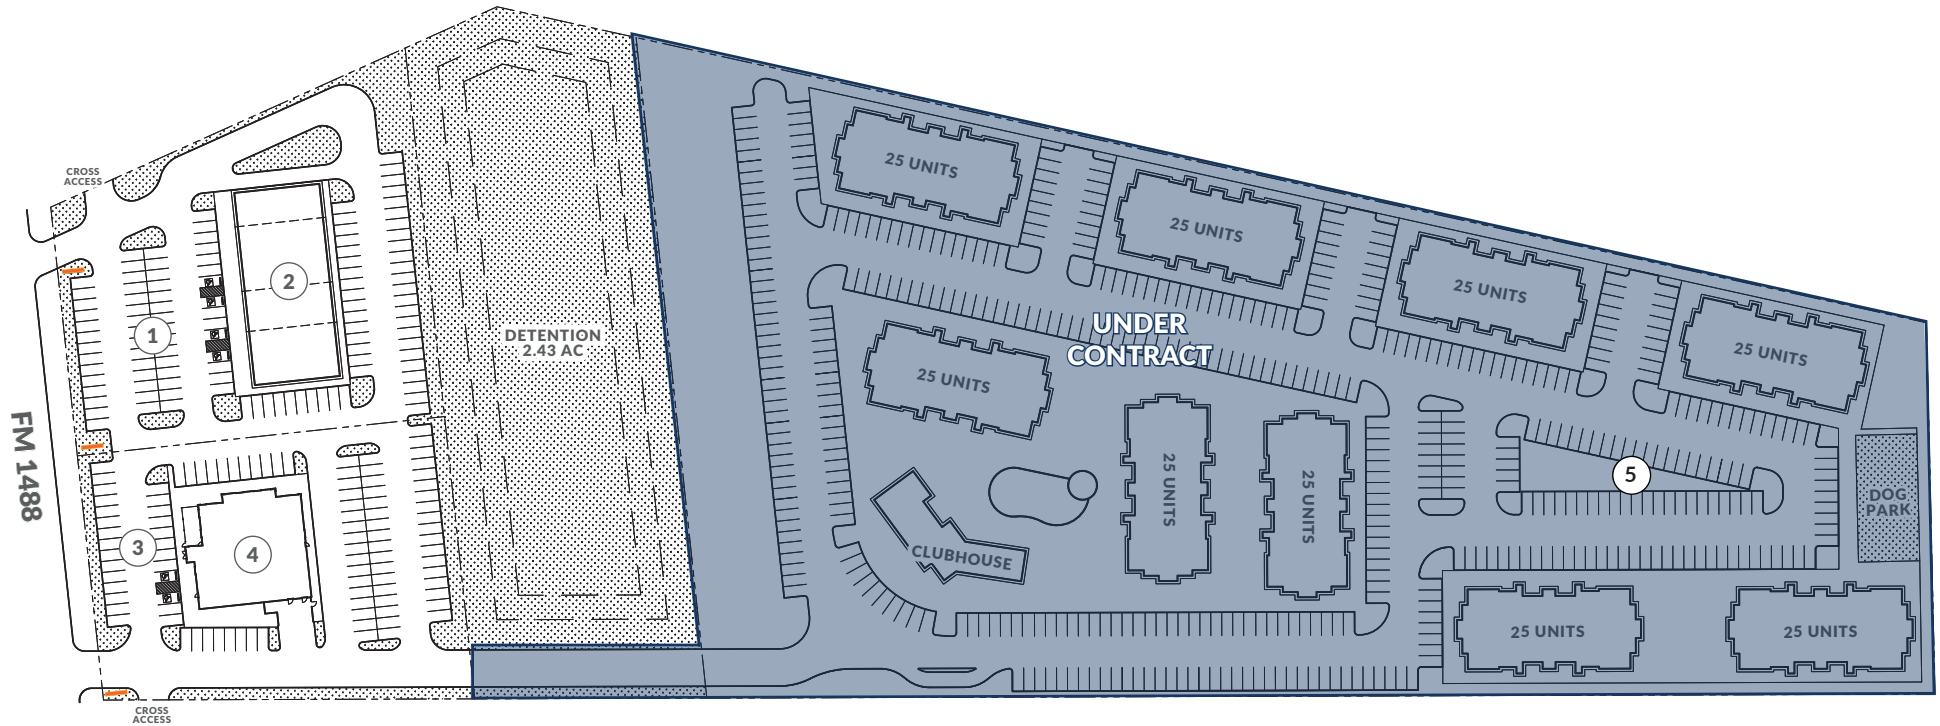 CROSS
ACCESS
FM 1488
1
2
3
4
CROSS
ACCESS
DETENTION
2.43 AC
UNDER
CONTRACT
25 UNITS
25 UNITS
25 UNITS
25 UNITS
25 UNITS
25 UNITS
25 UNITS
CLUBHOUSE
5
DOG
PARK
25 UNITS
25 UNITS